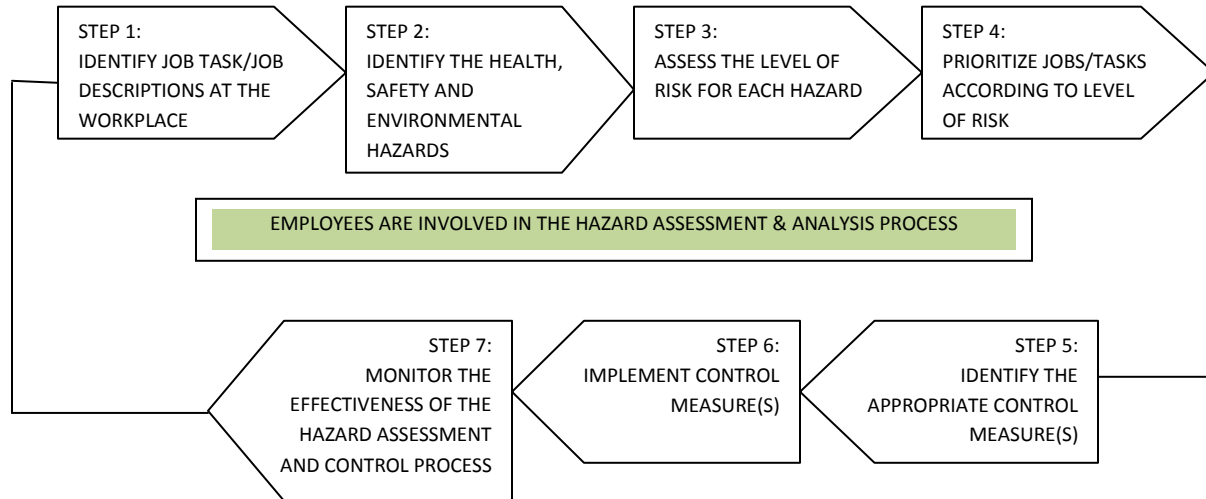 STEP 1:
IDENTIFY JOB TASK/JOB
DESCRIPTIONS AT THE
WORKPLACE
STEP 2:
IDENTIFY THE HEALTH,
SAFETY AND
ENVIRONMENTAL
HAZARDS
STEP 3:
ASSESS THE LEVEL OF
RISK FOR EACH HAZARD
STEP 4:
PRIORITIZE JOBS/TASKS
ACCORDING TO LEVEL
OF RISK
EMPLOYEES ARE INVOLVED IN THE HAZARD ASSESSMENT & ANALYSIS PROCESS
STEP 5:
IDENTIFY THE
APPROPRIATE CONTROL
MEASURE(S)
STEP 6:
IMPLEMENT CONTROL
MEASURE(S)
STEP 7:
MONITOR THE
EFFECTIVENESS OF THE
HAZARD ASSESSMENT
AND CONTROL PROCESS